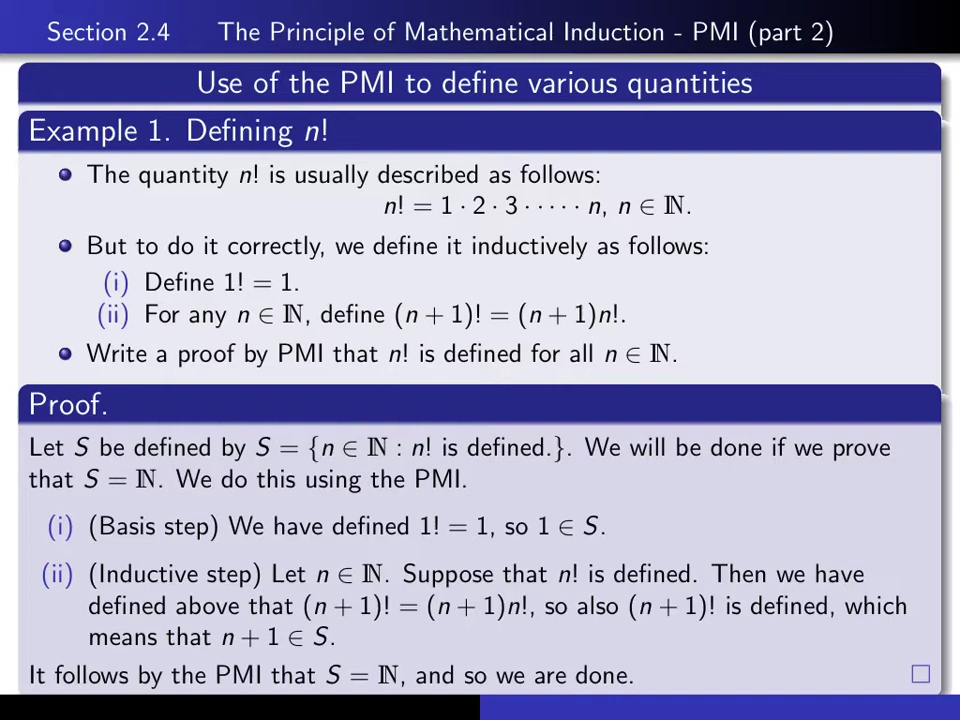 Section 2.4 The Principle of Mathematical Induction - PMI (part 2)
Use of the PMI to define various quantities
Example 1. Defining n!
The quantity n! is usually described as follows:
n! = 1 · 2 · 3 · · · · · n, n ∈ ℕ.
But to do it correctly, we define it inductively as follows:
(i) Define 1! = 1.
(ii) For any n ∈ ℕ, define (n + 1)! = (n + 1)n!.
Write a proof by PMI that n! is defined for all n ∈ ℕ.
Proof.
Let S be defined by S = {n ∈ ℕ : n! is defined.}. We will be done if we prove
that S = ℕ. We do this using the PMI.
(i) (Basis step) We have defined 1! = 1, so 1 ∈ S.
(ii) (Inductive step) Let n ∈ ℕ. Suppose that n! is defined. Then we have
defined above that (n + 1)! = (n + 1)n!, so also (n + 1)! is defined, which
means that n + 1 ∈ S.
It follows by the PMI that S = ℕ, and so we are done. □